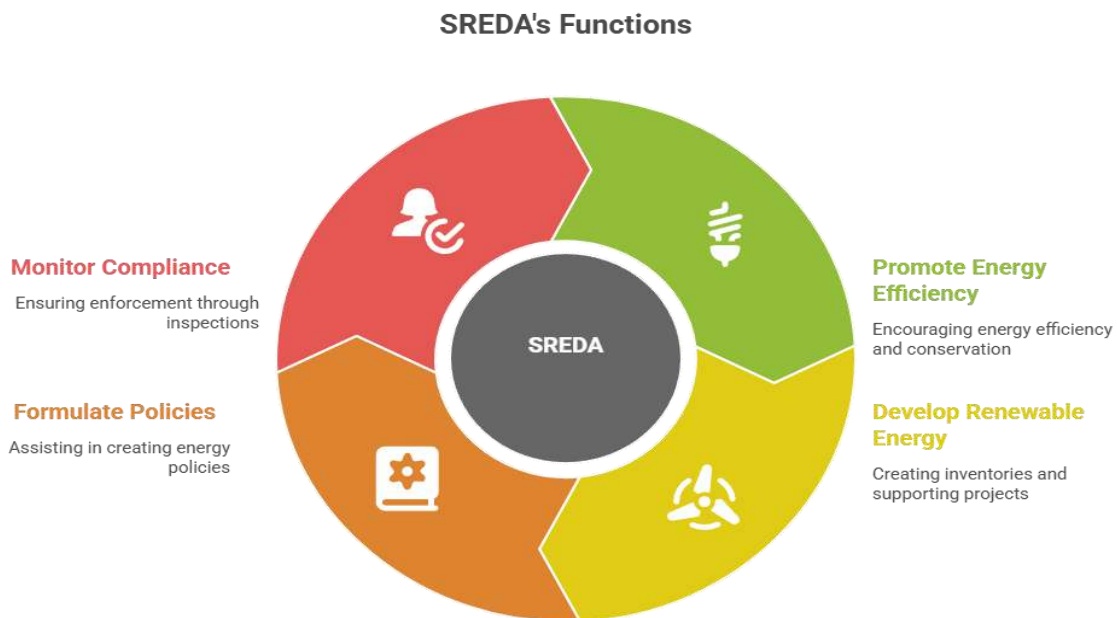 SREDA's Functions
Monitor Compliance
Ensuring enforcement through
inspections
Formulate Policies
Assisting in creating energy
policies
SREDA
Promote Energy
Efficiency
Encouraging energy efficiency
and conservation
Develop Renewable
Energy
Creating inventories and
supporting projects